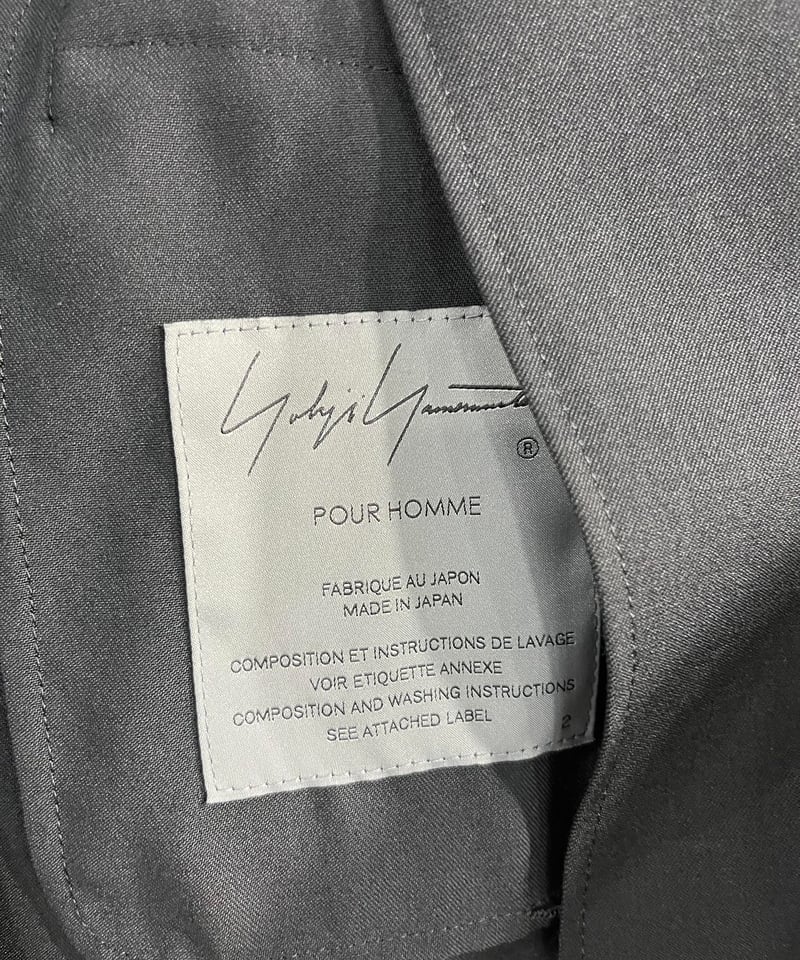 Yohji Yamamoto
®
POUR HOMME
FABRIQUE AU JAPON
MADE IN JAPAN
COMPOSITION ET INSTRUCTIONS DE LAVAGE
VOIR ETIQUETTE ANNEXE
COMPOSITION AND WASHING INSTRUCTIONS
SEE ATTACHED LABEL
2